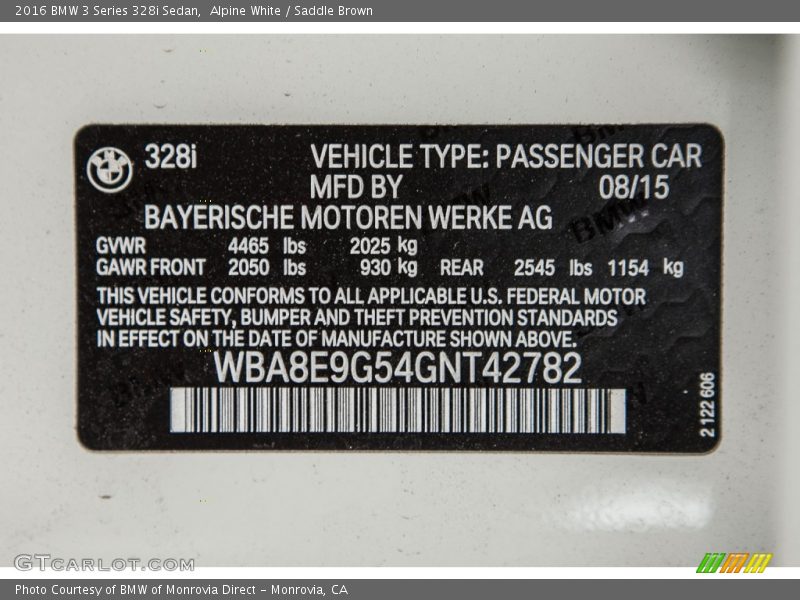 2016 BMW 3 Series 328i Sedan,  Alpine White / Saddle Brown
328i
VEHICLE TYPE: PASSENGER CAR
MFD BY 08/15
BAYERISCHE MOTOREN WERKE AG
GVWR 4465 lbs 2025 kg
GAWR FRONT 2050 lbs 930 kg REAR 2545 lbs 1154 kg
THIS VEHICLE CONFORMS TO ALL APPLICABLE U.S. FEDERAL MOTOR
VEHICLE SAFETY, BUMPER AND THEFT PREVENTION STANDARDS
IN EFFECT ON THE DATE OF MANUFACTURE SHOWN ABOVE.
WBA8E9G54GNT42782
2 122 606
GTCARLOT.COM
Photo Courtesy of BMW of Monrovia Direct – Monrovia, CA